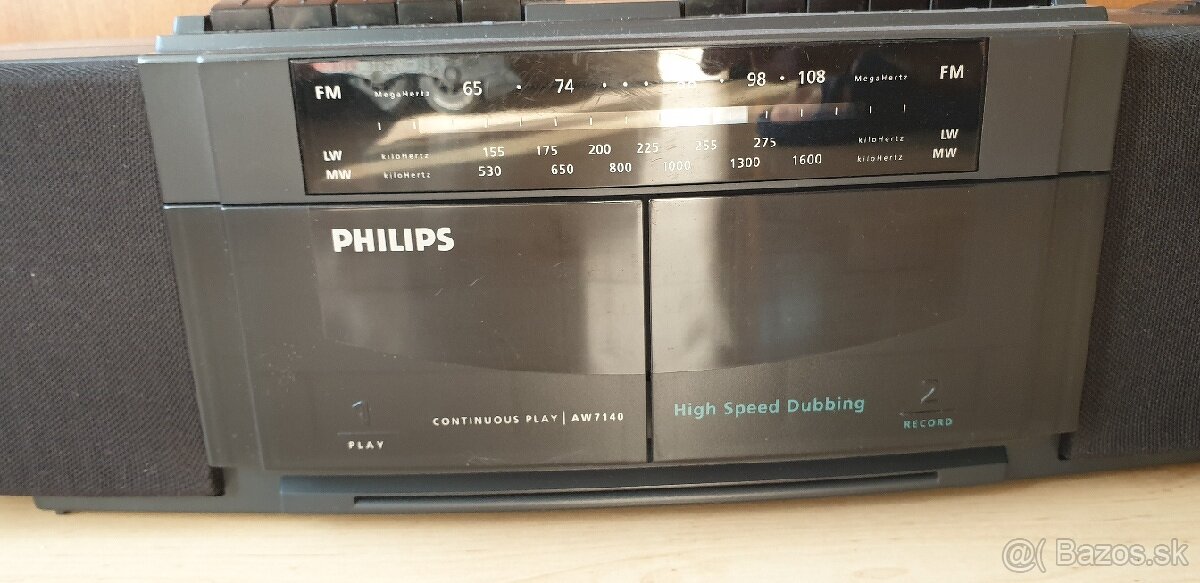 FM MegaHertz 65 · 74 · · · · · 98 · 108 MegaHertz FM
LW kiloHertz 155 175 200 225 255 275 kiloHertz LW
MW kiloHertz 530 650 800 1000 1300 1600 kiloHertz MW
PHILIPS
1
PLAY
CONTINUOUS PLAY | AW7140
High Speed Dubbing
2
RECORD
@( Bazos.sk